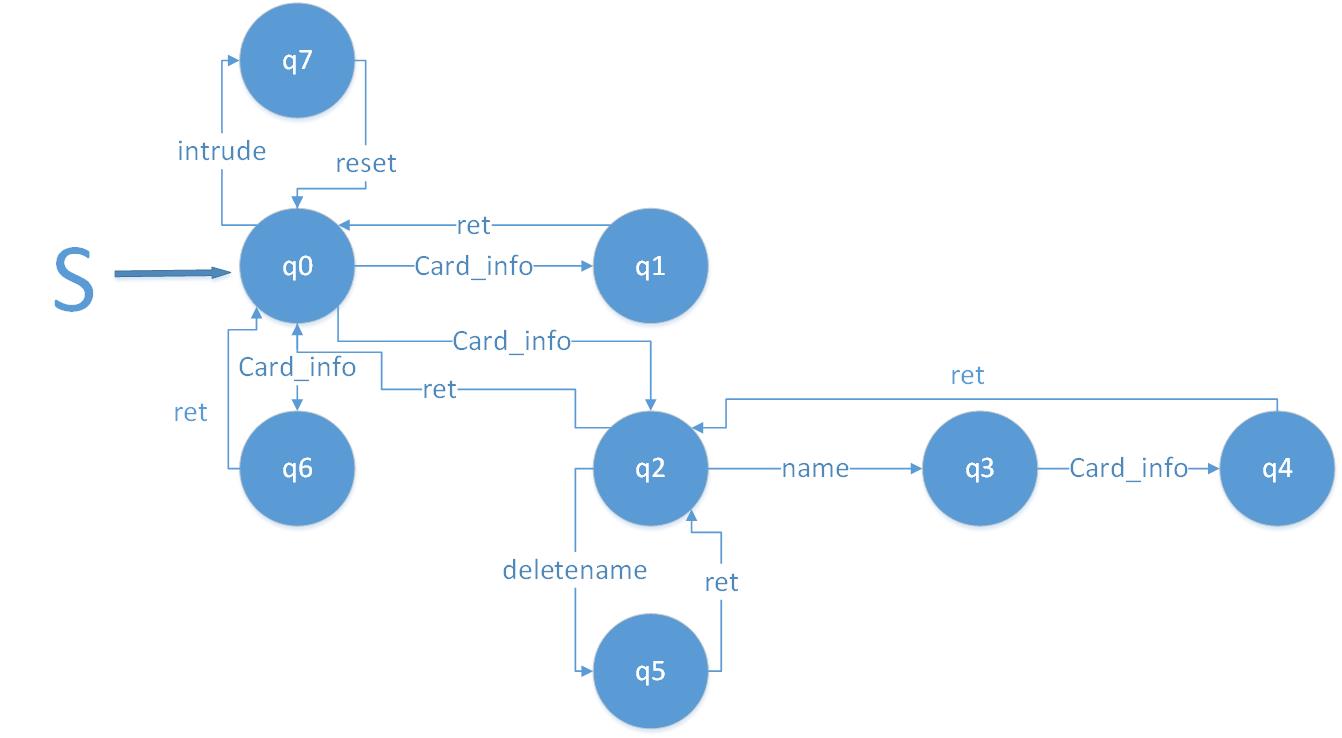 q7
intrude
reset
ret
S
q0
Card_info
q1
Card_info
Card_info
ret
ret
ret
q6
q2
name
q3
Card_info
q4
deletename
ret
q5